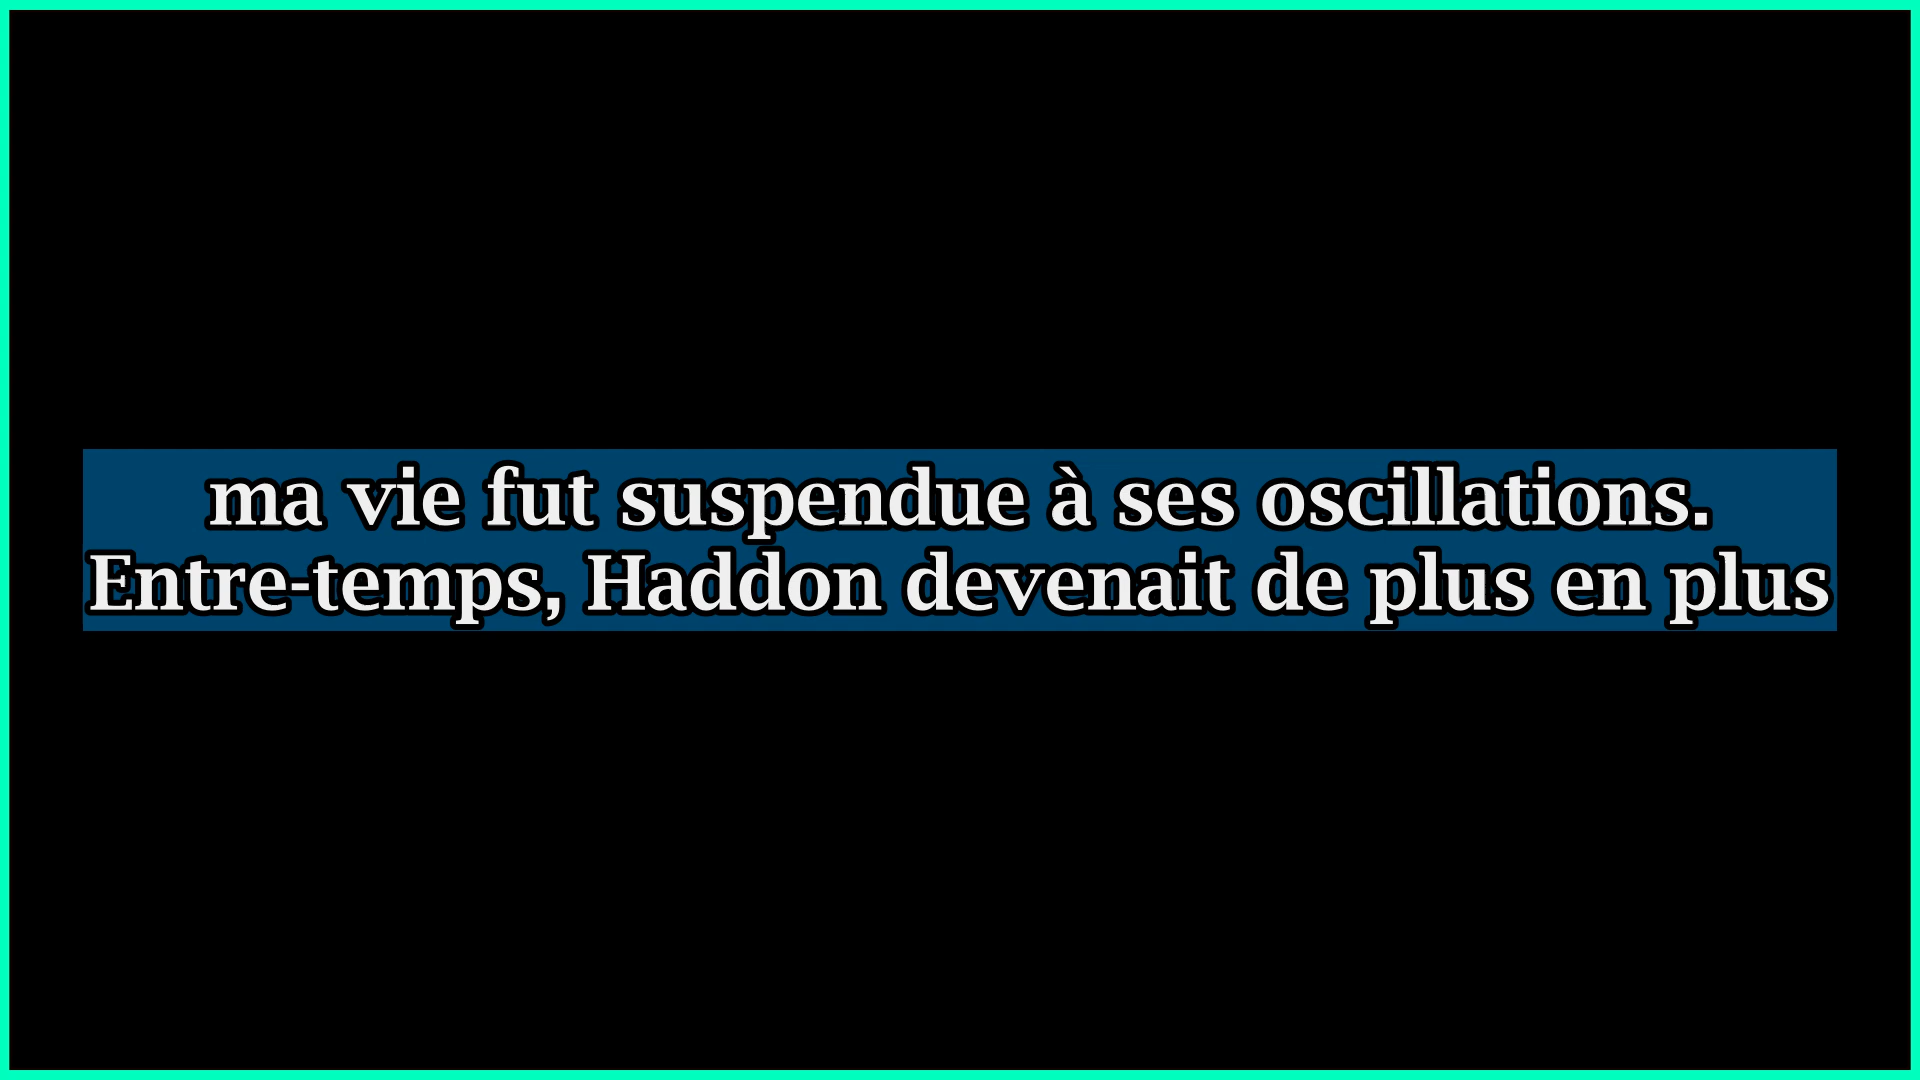 ma vie fut suspendue à ses oscillations.
Entre-temps, Haddon devenait de plus en plus